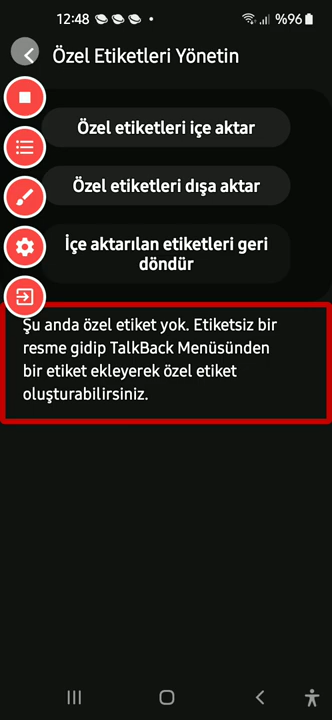 12:48
%96
Özel Etiketleri Yönetin
Özel etiketleri içe aktar
Özel etiketleri dışa aktar
İçe aktarılan etiketleri geri
döndür
Şu anda özel etiket yok. Etiketsiz bir
resme gidip TalkBack Menüsünden
bir etiket ekleyerek özel etiket
oluşturabilirsiniz.